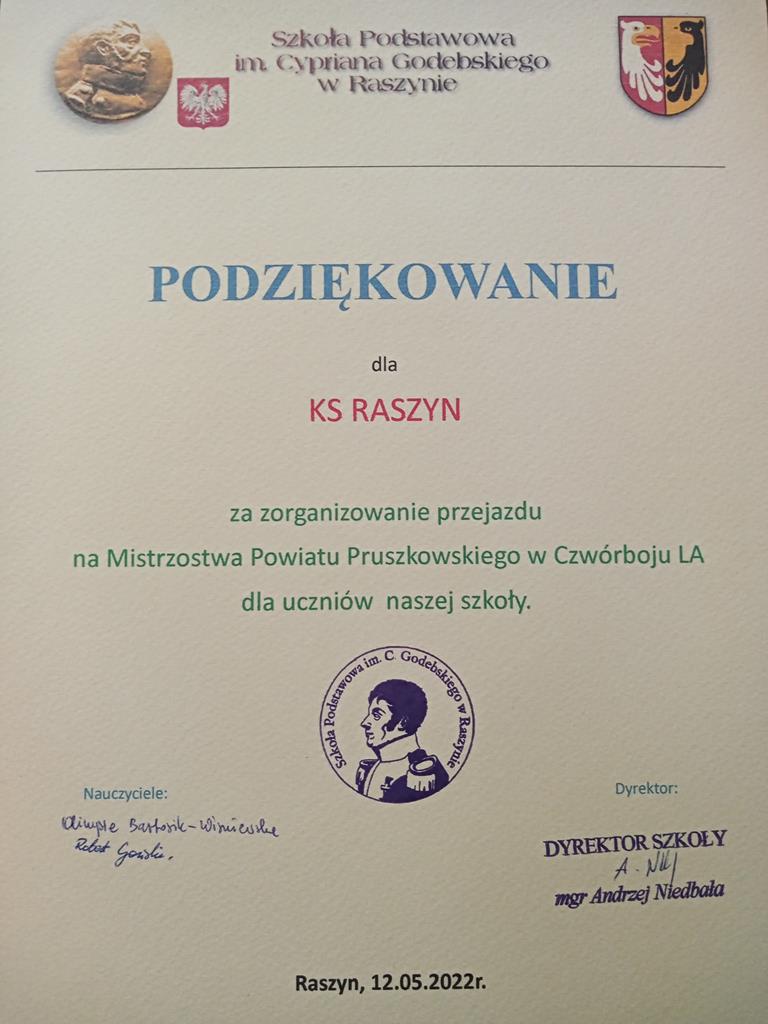 Szkoła Podstawowa
im. Cypriana Godebskiego
w Raszynie
PODZIĘKOWANIE
dla
KS RASZYN
za zorganizowanie przejazdu
na Mistrzostwa Powiatu Pruszkowskiego w Czwórboju LA
dla uczniów naszej szkoły.
Szkoła Podstawowa im. C. Godebskiego w Raszynie
Nauczyciele:
Bartosik-Wiśniewska
Robert
Dyrektor:
DYREKTOR SZKOŁY
mgr Andrzej Niedbała
Raszyn, 12.05.2022r.